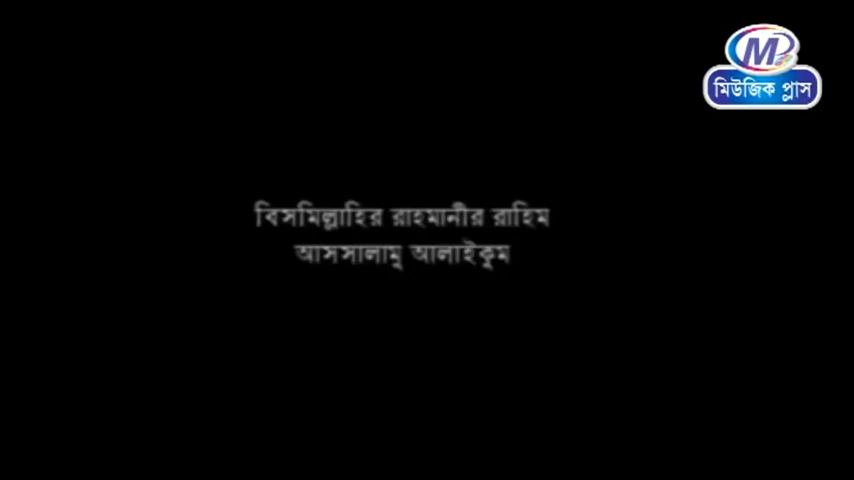 M
মিউজিক প্লাস
বিসমিল্লাহির রাহমানীর রাহিম
আসসালামু আলাইকুম